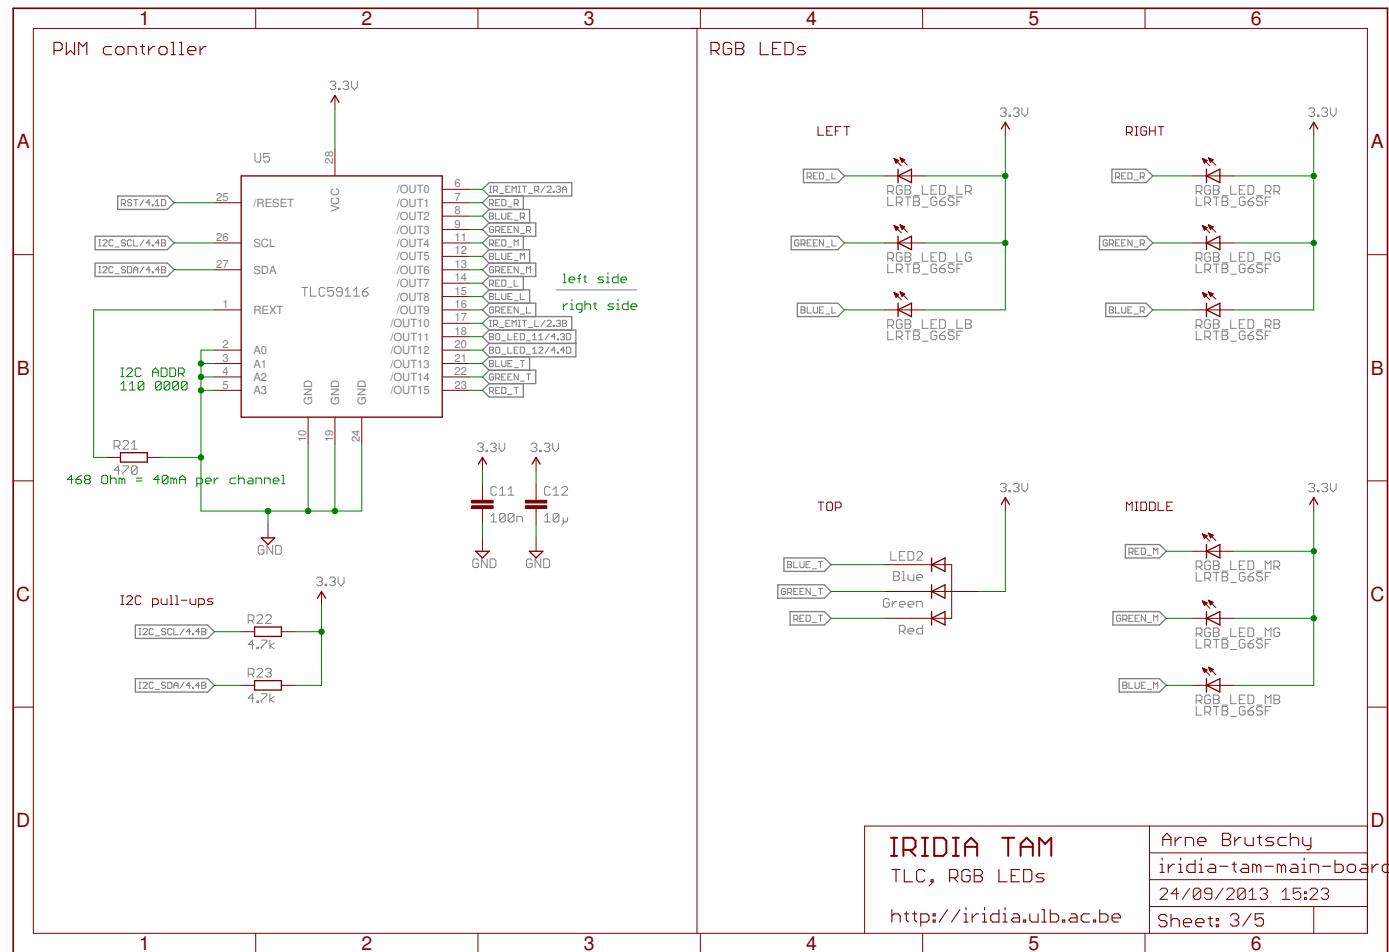 1 2 3 4 5 6
PWM controller
RGB LEDs
A
B
C
D
3.3V
U5
28
VCC
TLC59116
RST/4.1D 25 /RESET
I2C_SCL/4.4B 26 SCL
I2C_SDA/4.4B 27 SDA
1 REXT
2 A0
3 A1
4 A2
5 A3
I2C ADDR
110 0000
/OUT0 6 IR_EMIT_R/2.3A
/OUT1 7 RED_R
/OUT2 8 BLUE_R
/OUT3 9 GREEN_R
/OUT4 11 RED_M
/OUT5 12 BLUE_M
/OUT6 13 GREEN_M
/OUT7 14 RED_L
/OUT8 15 BLUE_L
/OUT9 16 GREEN_L
/OUT10 17 IR_EMIT_L/2.3B
/OUT11 18 BO_LED_11/4.3D
/OUT12 20 BO_LED_12/4.4D
/OUT13 21 BLUE_T
/OUT14 22 GREEN_T
/OUT15 23 RED_T
left side
right side
GND GND GND
10 19 24
R21
470
468 Ohm = 40mA per channel
GND
3.3V 3.3V
C11 C12
100n 10µ
GND GND
I2C pull-ups
3.3V
I2C_SCL/4.4B R22
4.7k
I2C_SDA/4.4B R23
4.7k
LEFT
3.3V
RED_L
RGB_LED_LR
LRTB_G6SF
GREEN_L
RGB_LED_LG
LRTB_G6SF
BLUE_L
RGB_LED_LB
LRTB_G6SF
RIGHT
3.3V
RED_R
RGB_LED_RR
LRTB_G6SF
GREEN_R
RGB_LED_RG
LRTB_G6SF
BLUE_R
RGB_LED_RB
LRTB_G6SF
TOP
3.3V
BLUE_T LED2
Blue
GREEN_T
Green
RED_T
Red
MIDDLE
3.3V
RED_M
RGB_LED_MR
LRTB_G6SF
GREEN_M
RGB_LED_MG
LRTB_G6SF
BLUE_M
RGB_LED_MB
LRTB_G6SF
IRIDIA TAM
TLC, RGB LEDs
http://iridia.ulb.ac.be
Arne Brutschy
iridia-tam-main-board
24/09/2013 15:23
Sheet: 3/5
A
B
C
D
1 2 3 4 5 6